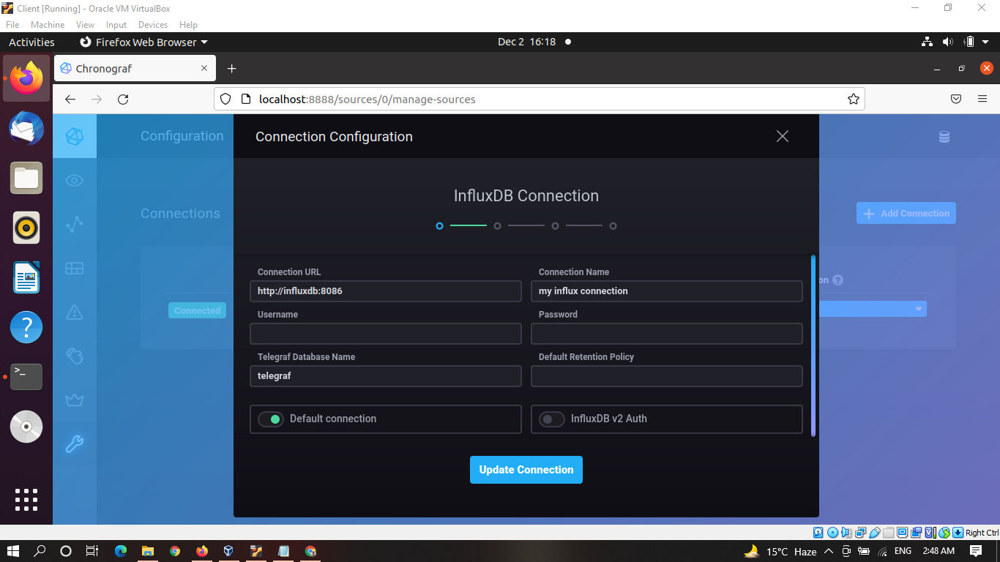 Client [Running] - Oracle VM VirtualBox
File Machine View Input Devices Help
Activities Firefox Web Browser Dec 2 16:18
Chronograf
localhost:8888/sources/0/manage-sources
Configuration
Connection Configuration
InfluxDB Connection
Connections
Add Connection
Connection URL Connection Name
http://influxdb:8086 my influx connection
on ?
Connected
Username Password
Telegraf Database Name Default Retention Policy
telegraf
Default connection InfluxDB v2 Auth
Update Connection
Right Ctrl
15°C Haze ENG 2:48 AM